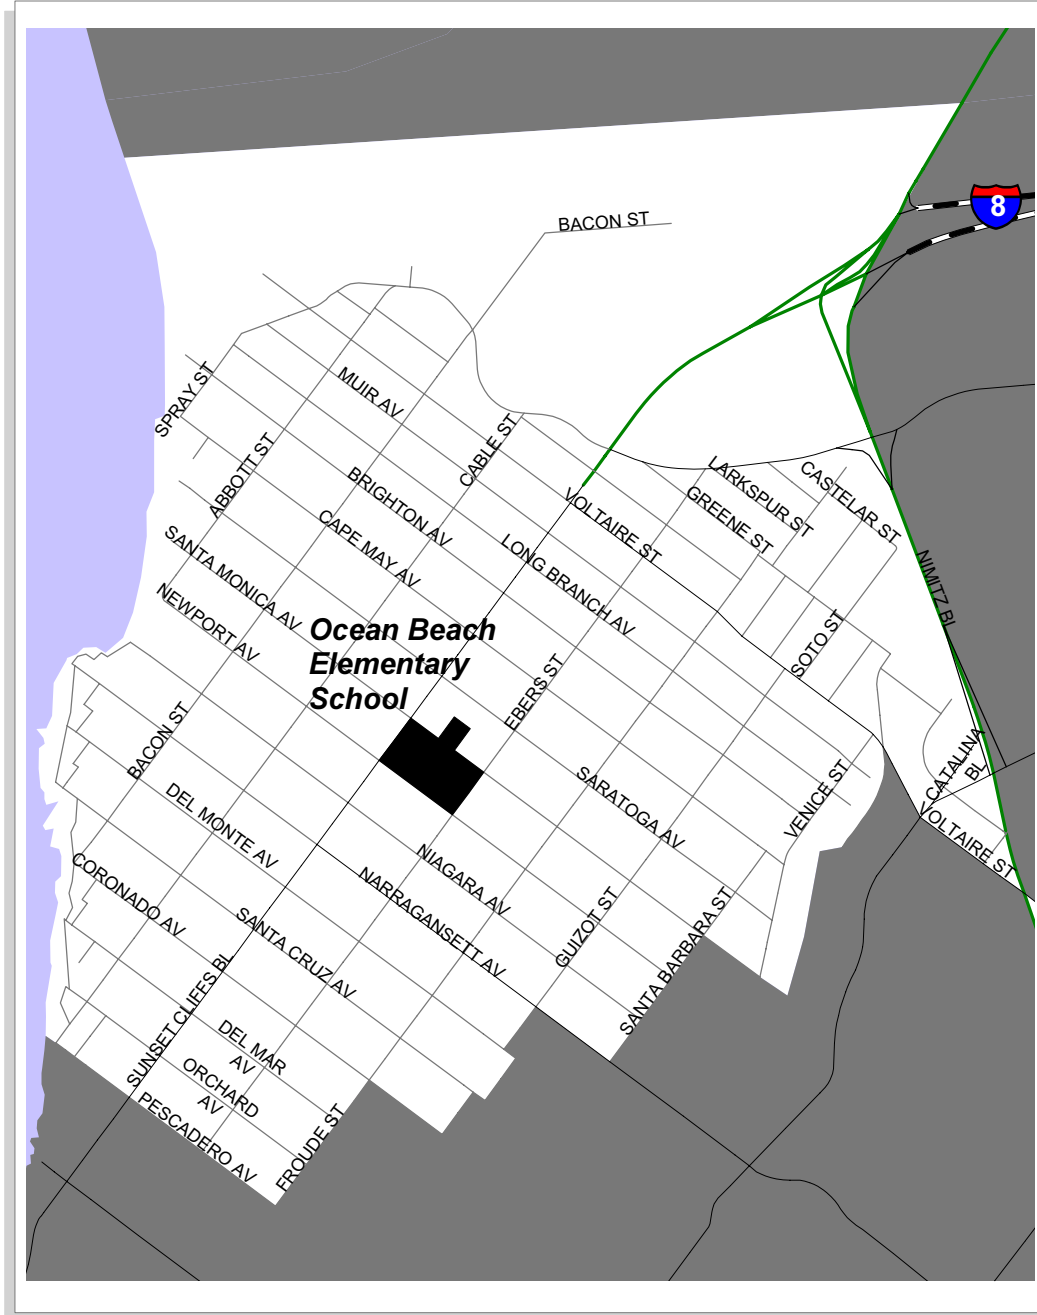 8
BACON ST
SPRAY ST
MUIR AV
ABBOTT ST
CABLE ST
BRIGHTON AV
CAPE MAY AV
VOLTAIRE ST
LARKSPUR ST
CASTELAR ST
GREENE ST
LONG BRANCH AV
NIMITZ BL
SANTA MONICA AV
NEWPORT AV
Ocean Beach
Elementary
School
EBERS ST
SOTO ST
BACON ST
SARATOGA AV
VENICE ST
CATALINA
BL
VOLTAIRE ST
DEL MONTE AV
NIAGARA AV
NARRAGANSETT AV
CORONADO AV
SANTA CRUZ AV
GUIZOT ST
SANTA BARBARA ST
SUNSET CLIFFS BL
DEL MAR
AV
ORCHARD
AV
PESCADERO AV
FROUDE ST